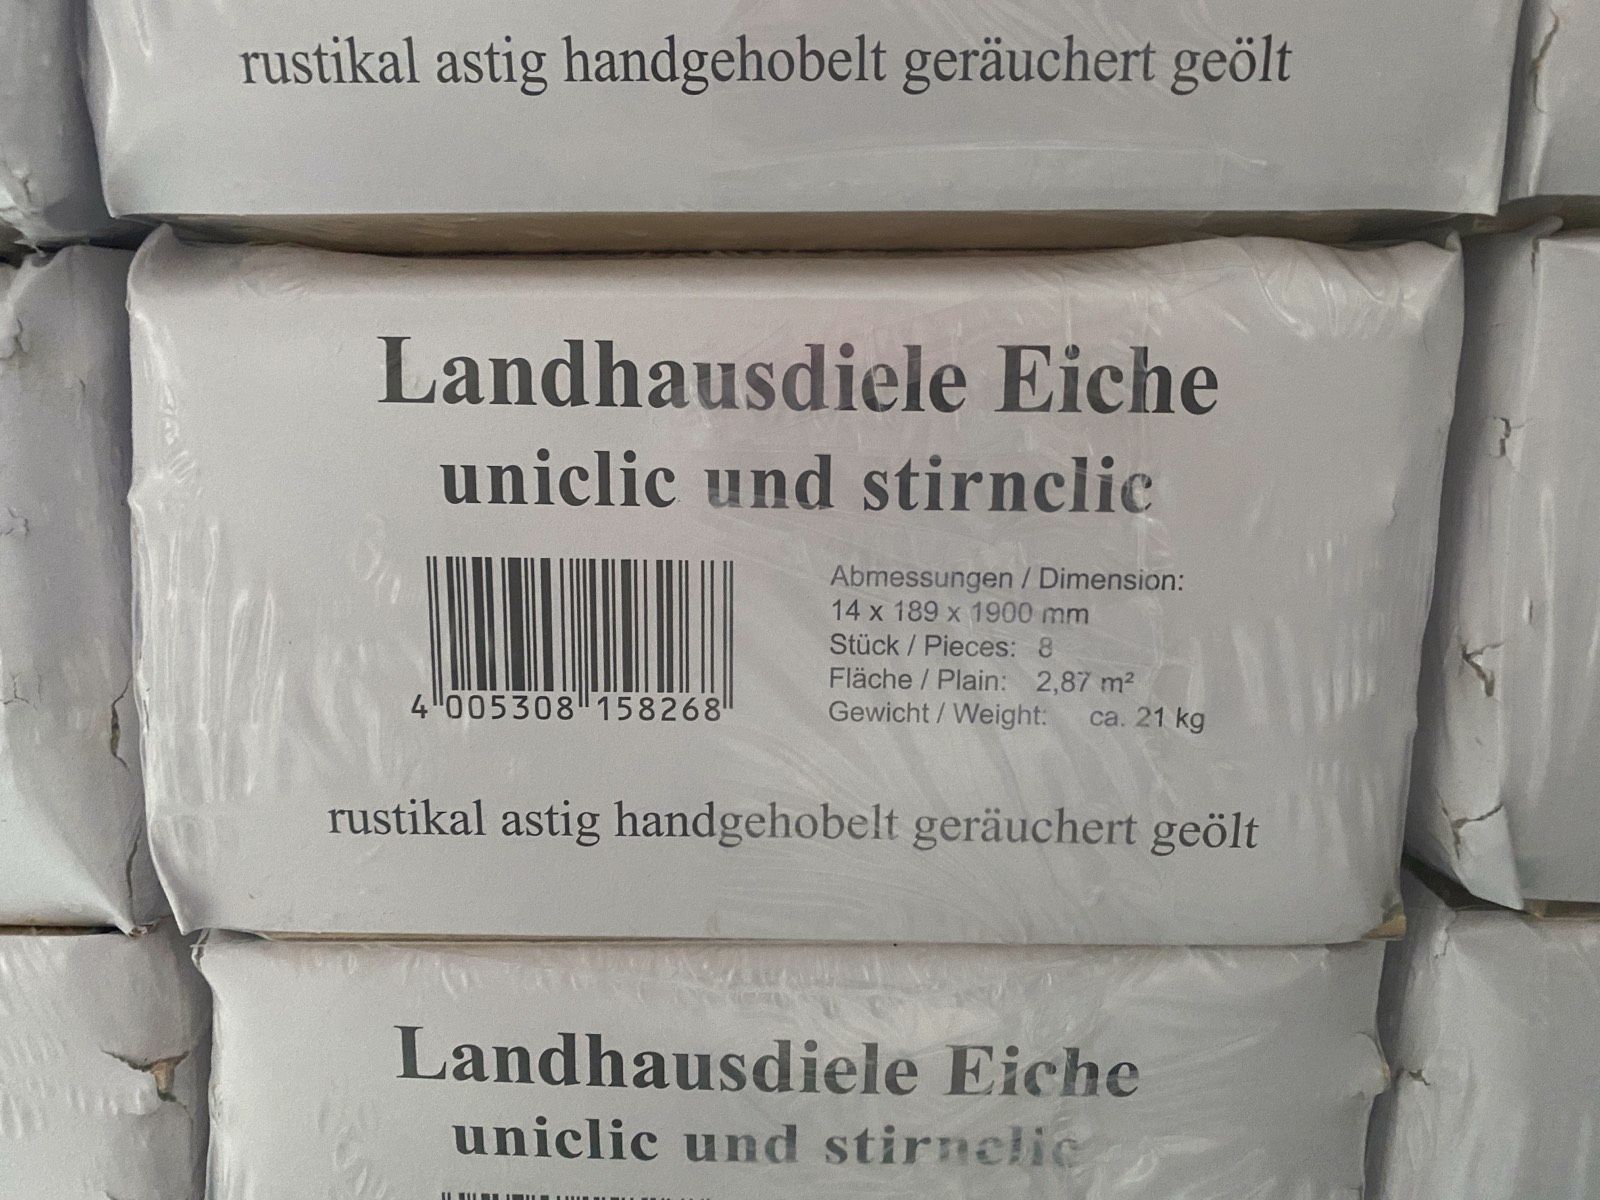 rustikal astig handgehobelt geräuchert geölt
Landhausdiele Eiche
uniclic und stirnclic
4 005308 158268
Abmessungen / Dimension:
14 x 189 x 1900 mm
Stück / Pieces: 8
Fläche / Plain: 2,87 m²
Gewicht / Weight: ca. 21 kg
rustikal astig handgehobelt geräuchert geölt
Landhausdiele Eiche
uniclic und stirnclic